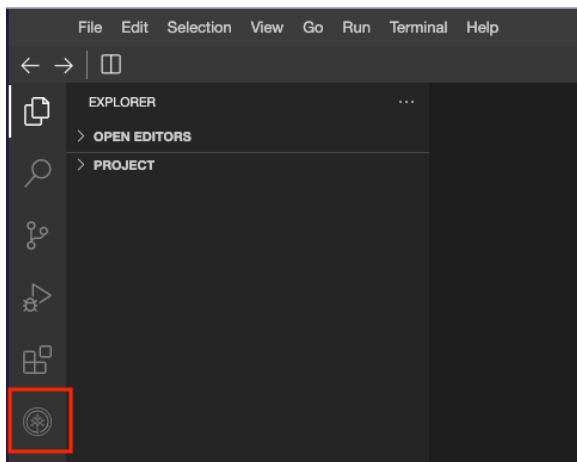 File Edit Selection View Go Run Terminal Help
EXPLORER
OPEN EDITORS
PROJECT